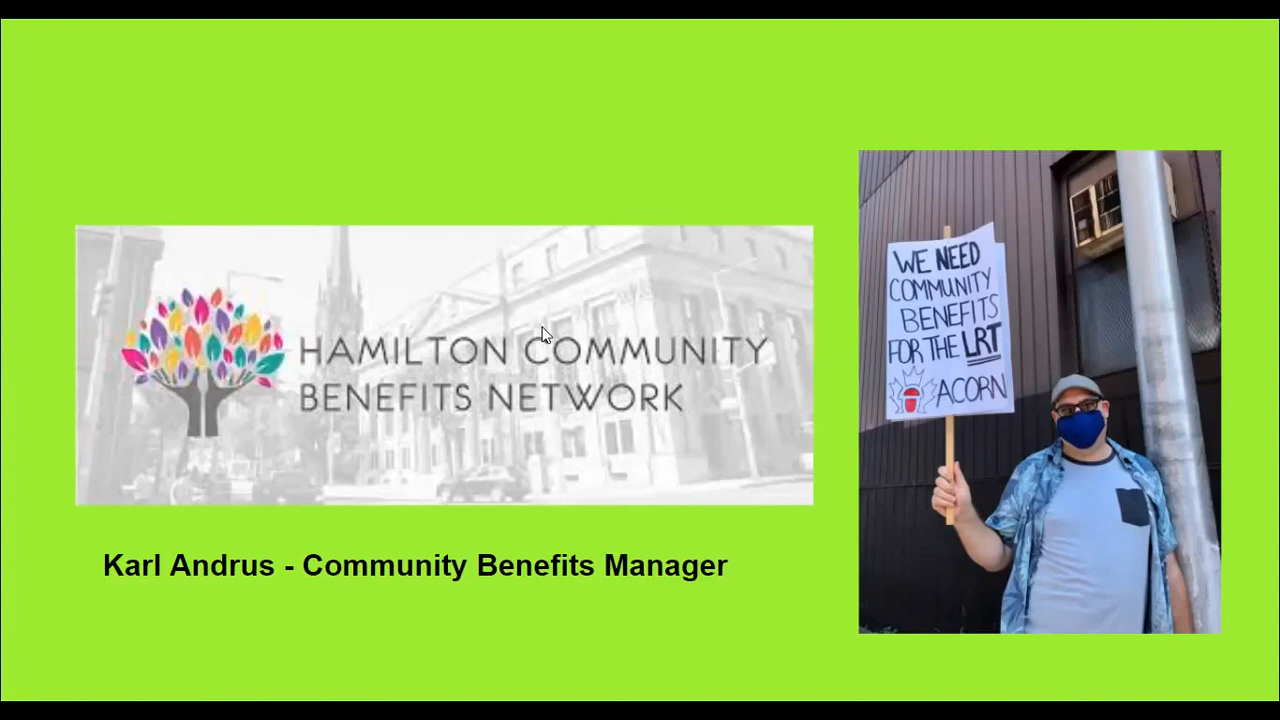 HAMILTON COMMUNITY
BENEFITS NETWORK
Karl Andrus - Community Benefits Manager
WE NEED
COMMUNITY
BENEFITS
FOR THE LRT
ACORN